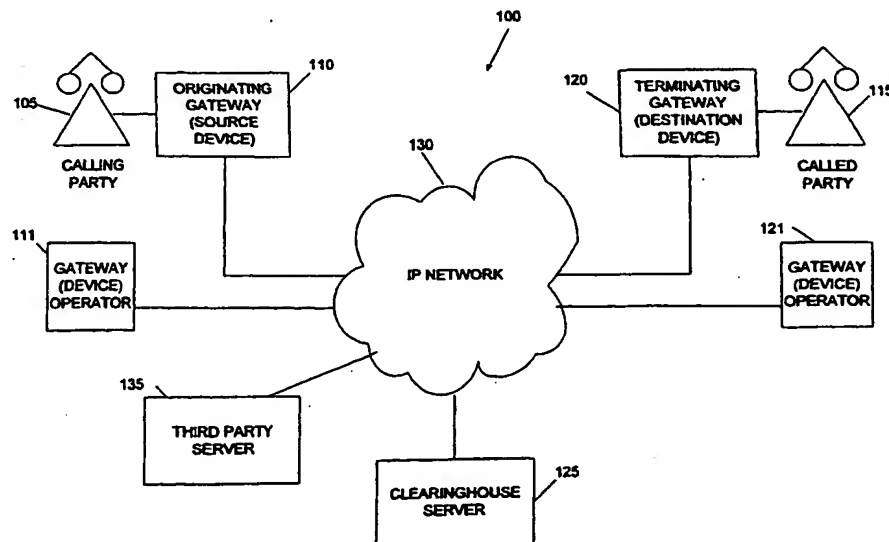 100
110
ORIGINATING
GATEWAY
(SOURCE
DEVICE)
105
CALLING
PARTY
120
TERMINATING
GATEWAY
(DESTINATION
DEVICE)
115
CALLED
PARTY
130
IP NETWORK
111
GATEWAY
(DEVICE)
OPERATOR
121
GATEWAY
(DEVICE)
OPERATOR
135
THIRD PARTY
SERVER
125
CLEARINGHOUSE
SERVER